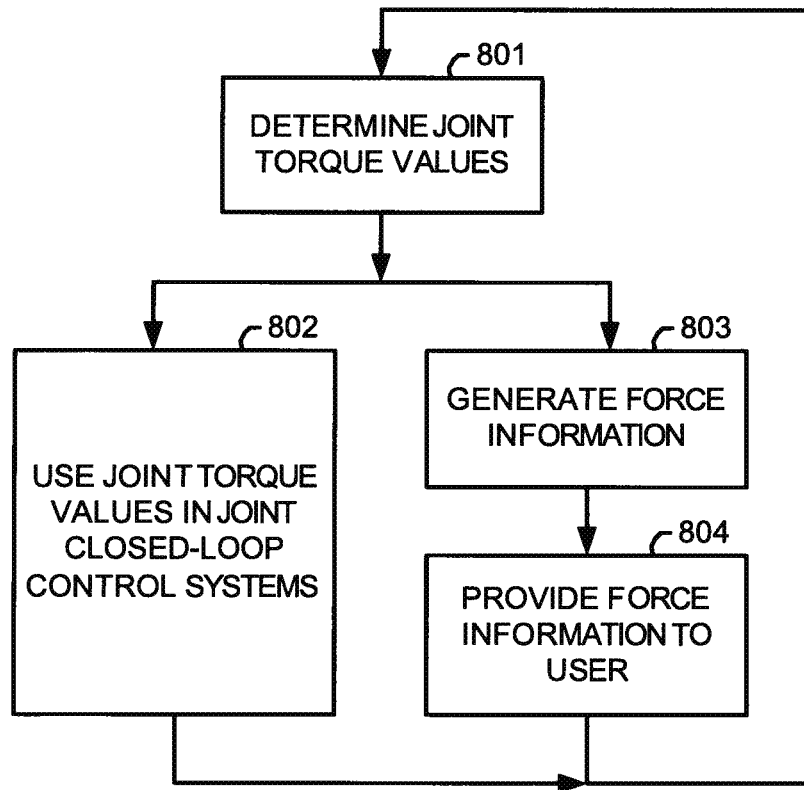 801
DETERMINE JOINT
TORQUE VALUES
802
USE JOINT TORQUE
VALUES IN JOINT
CLOSED-LOOP
CONTROL SYSTEMS
803
GENERATE FORCE
INFORMATION
804
PROVIDE FORCE
INFORMATION TO
USER